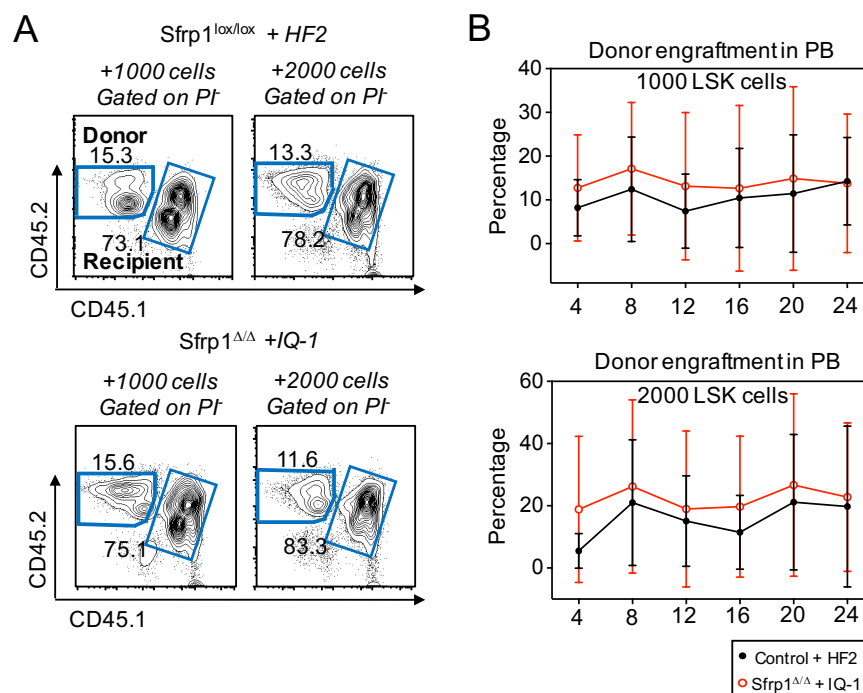 A
Sfrp1lox/lox + HF2
+1000 cells
Gated on PI-
+2000 cells
Gated on PI-
Donor
15.3
73.1
Recipient
13.3
78.2
CD45.2
CD45.1
Sfrp1Δ/Δ +IQ-1
+1000 cells
Gated on PI-
+2000 cells
Gated on PI-
15.6
75.1
11.6
83.3
CD45.2
CD45.1
B
Donor engraftment in PB
1000 LSK cells
Percentage
40
30
20
10
0
4 8 12 16 20 24
Donor engraftment in PB
2000 LSK cells
Percentage
60
40
20
0
4 8 12 16 20 24
Control + HF2
Sfrp1Δ/Δ + IQ-1